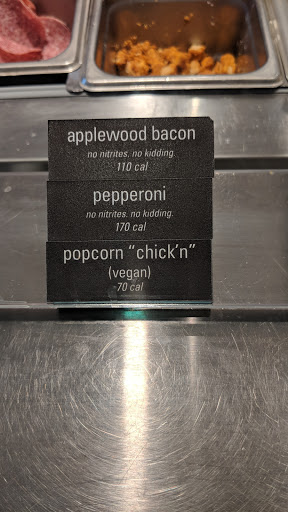 applewood bacon
no nitrites. no kidding.
110 cal
pepperoni
no nitrites. no kidding.
170 cal
popcorn “chick’n”
(vegan)
70 cal